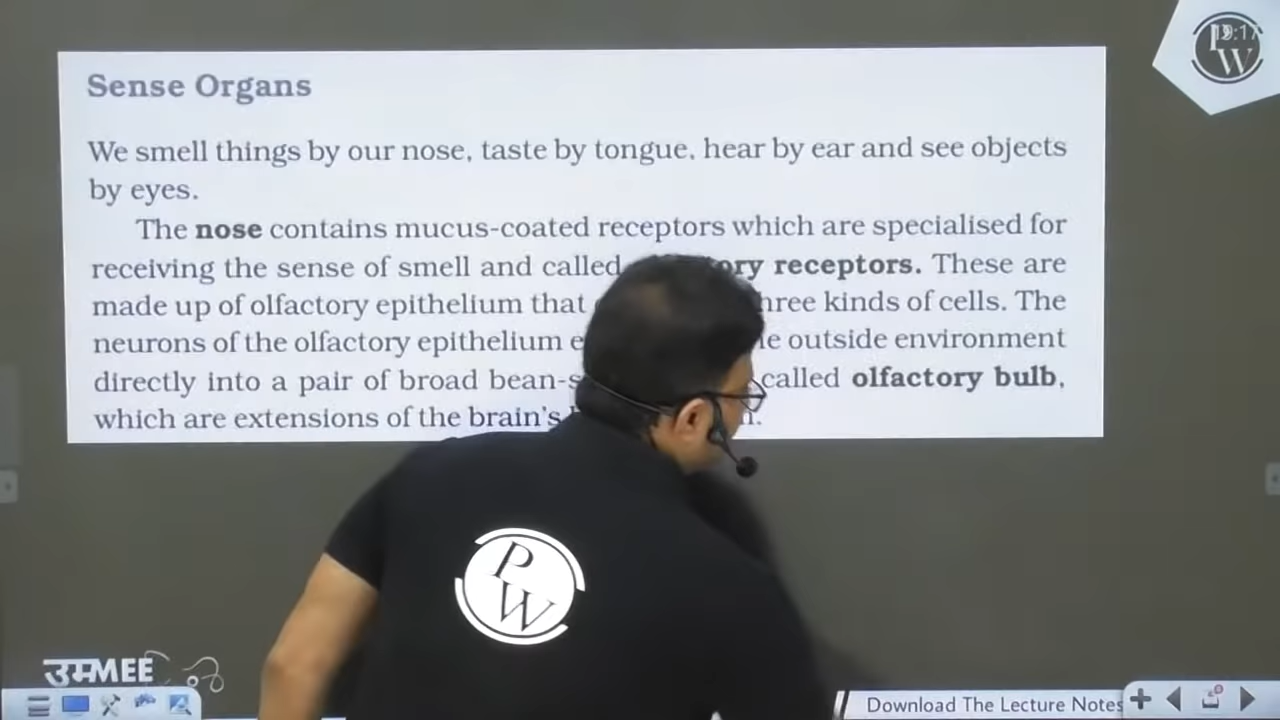 Sense Organs
We smell things by our nose, taste by tongue, hear by ear and see objects
by eyes.
The nose contains mucus-coated receptors which are specialised for
receiving the sense of smell and called receptors. These are
made up of olfactory epithelium that three kinds of cells. The
neurons of the olfactory epithelium outside environment
directly into a pair of broad called olfactory bulb,
which are extensions of the brain's
P
W
PW
उम्MEE
Download The Lecture Notes